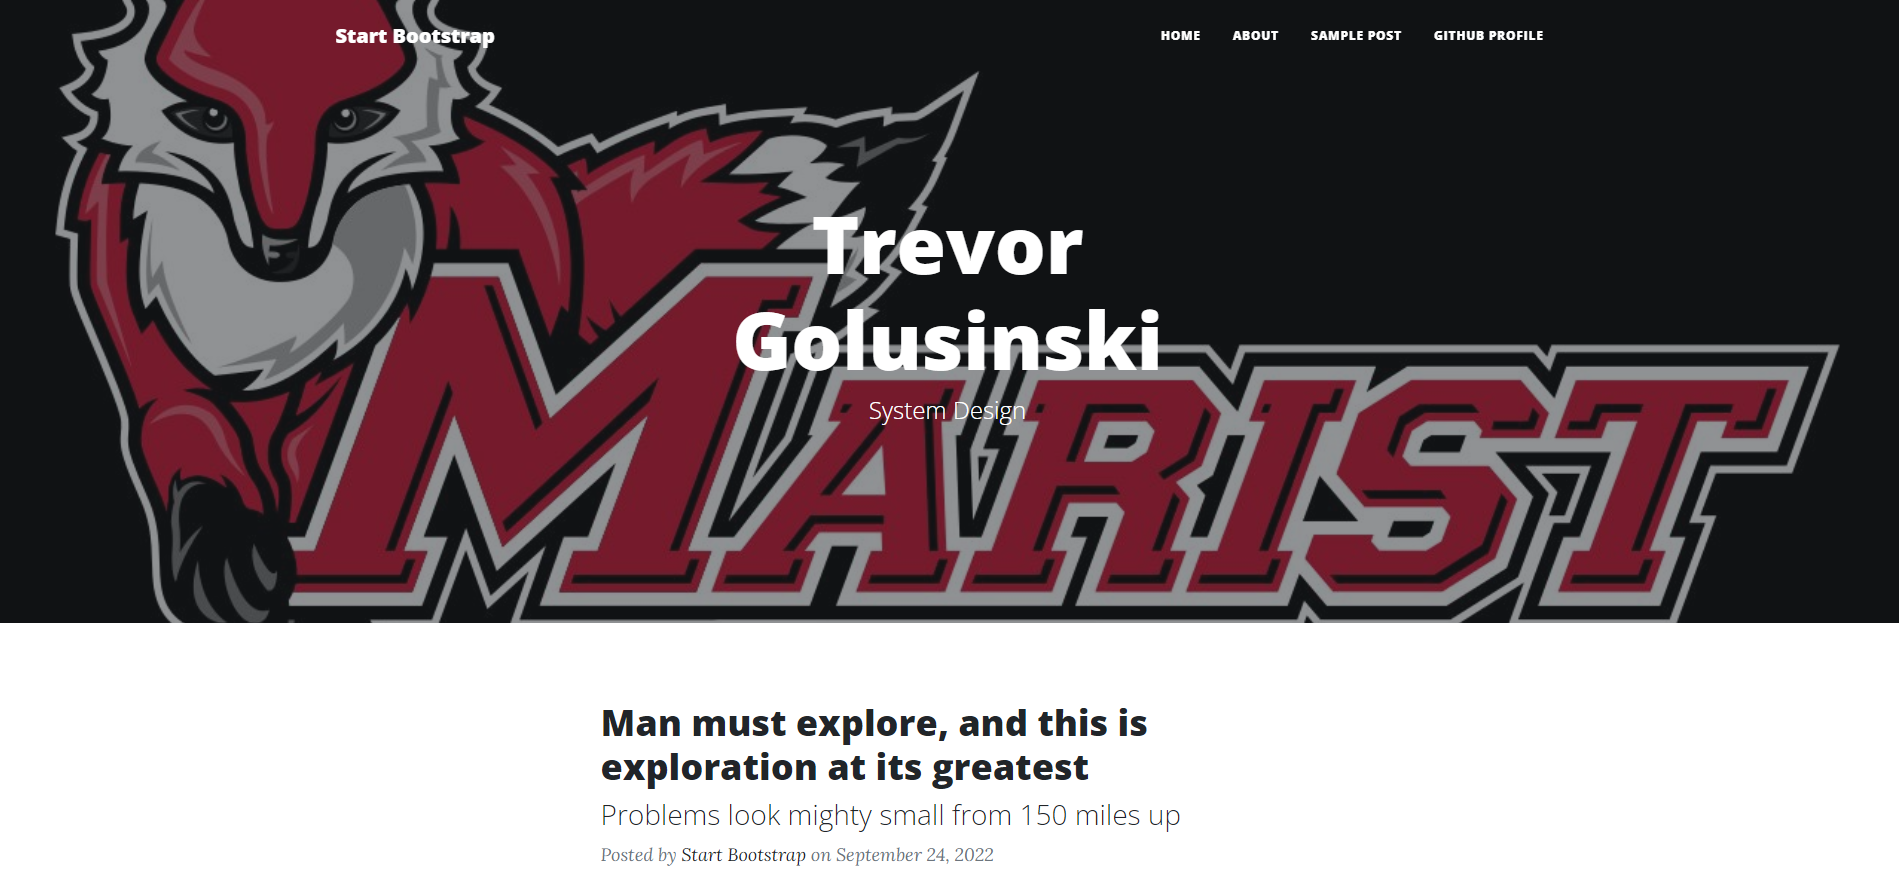 Start Bootstrap
HOME ABOUT SAMPLE POST GITHUB PROFILE
Trevor
Golusinski
System Design
MARIST
Man must explore, and this is
exploration at its greatest
Problems look mighty small from 150 miles up
Posted by Start Bootstrap on September 24, 2022